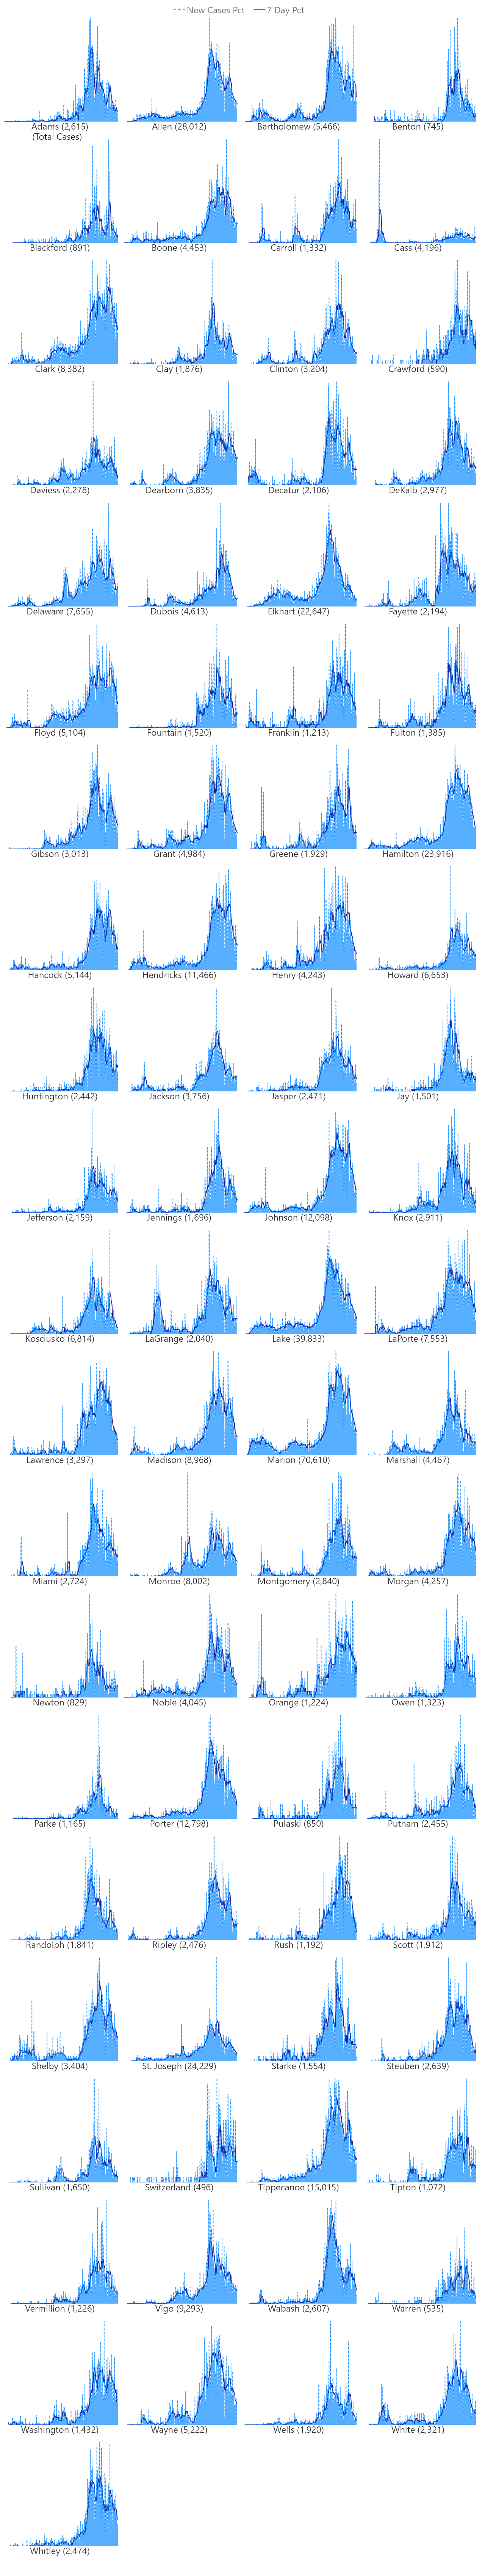 New Cases Pct 7 Day Pct
Adams (2,615) Allen (28,012) Bartholomew (5,466) Benton (745)
(Total Cases)
Blackford (891) Boone (4,453) Carroll (1,332) Cass (4,196)
Clark (8,382) Clay (1,876) Clinton (3,204) Crawford (590)
Daviess (2,278) Dearborn (3,835) Decatur (2,106) DeKalb (2,977)
Delaware (7,655) Dubois (4,613) Elkhart (22,647) Fayette (2,194)
Floyd (5,104) Fountain (1,520) Franklin (1,213) Fulton (1,385)
Gibson (3,013) Grant (4,984) Greene (1,929) Hamilton (23,916)
Hancock (5,144) Hendricks (11,466) Henry (4,243) Howard (6,653)
Huntington (2,442) Jackson (3,756) Jasper (2,471) Jay (1,501)
Jefferson (2,159) Jennings (1,696) Johnson (12,098) Knox (2,911)
Kosciusko (6,814) LaGrange (2,040) Lake (39,833) LaPorte (7,553)
Lawrence (3,297) Madison (8,968) Marion (70,610) Marshall (4,467)
Miami (2,724) Monroe (8,002) Montgomery (2,840) Morgan (4,257)
Newton (829) Noble (4,045) Orange (1,224) Owen (1,323)
Parke (1,165) Porter (12,798) Pulaski (850) Putnam (2,455)
Randolph (1,841) Ripley (2,476) Rush (1,192) Scott (1,912)
Shelby (3,404) St. Joseph (24,229) Starke (1,554) Steuben (2,639)
Sullivan (1,650) Switzerland (496) Tippecanoe (15,015) Tipton (1,072)
Vermillion (1,226) Vigo (9,293) Wabash (2,607) Warren (535)
Washington (1,432) Wayne (5,222) Wells (1,920) White (2,321)
Whitley (2,474)